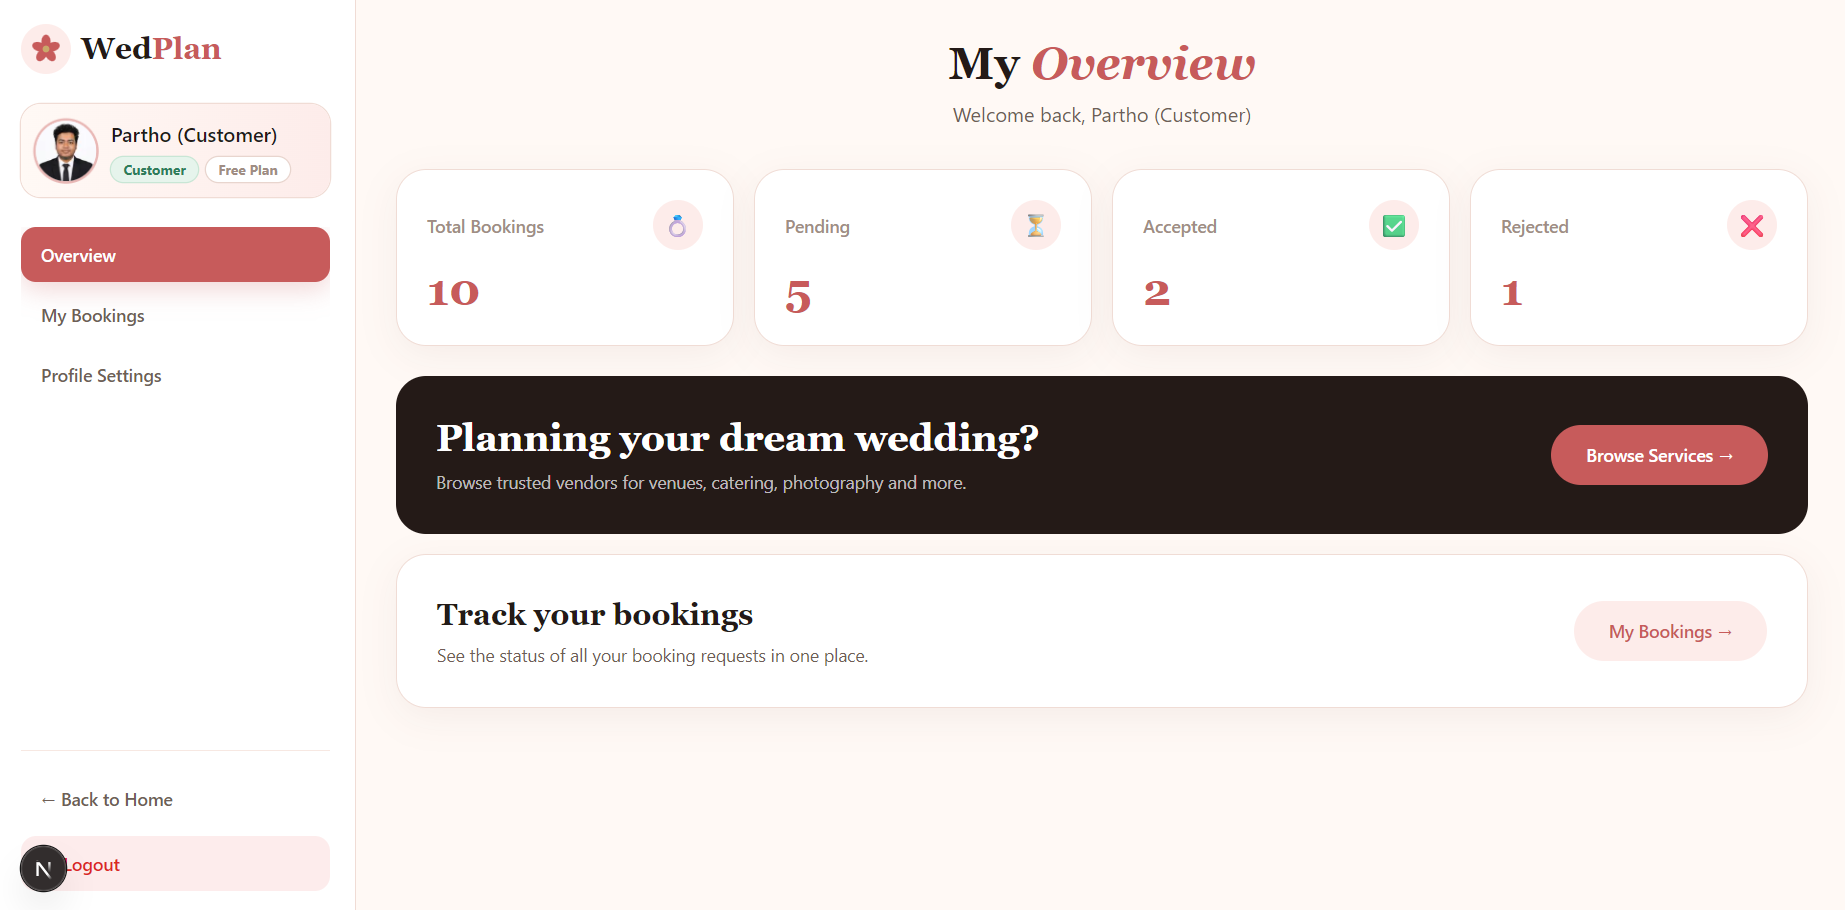 WedPlan
Partho (Customer)
Customer
Free Plan
Overview
My Bookings
Profile Settings
← Back to Home
Logout
N
My Overview
Welcome back, Partho (Customer)
Total Bookings
10
Pending
5
Accepted
2
Rejected
1
Planning your dream wedding?
Browse trusted vendors for venues, catering, photography and more.
Browse Services →
Track your bookings
See the status of all your booking requests in one place.
My Bookings →